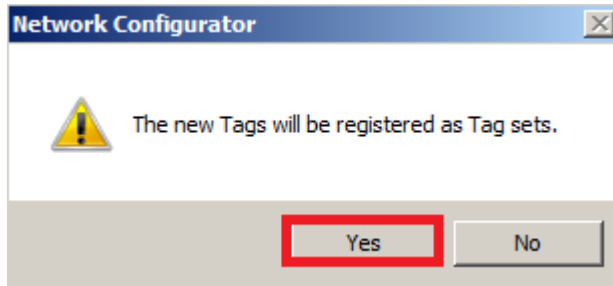 Network Configurator
The new Tags will be registered as Tag sets.
Yes
No